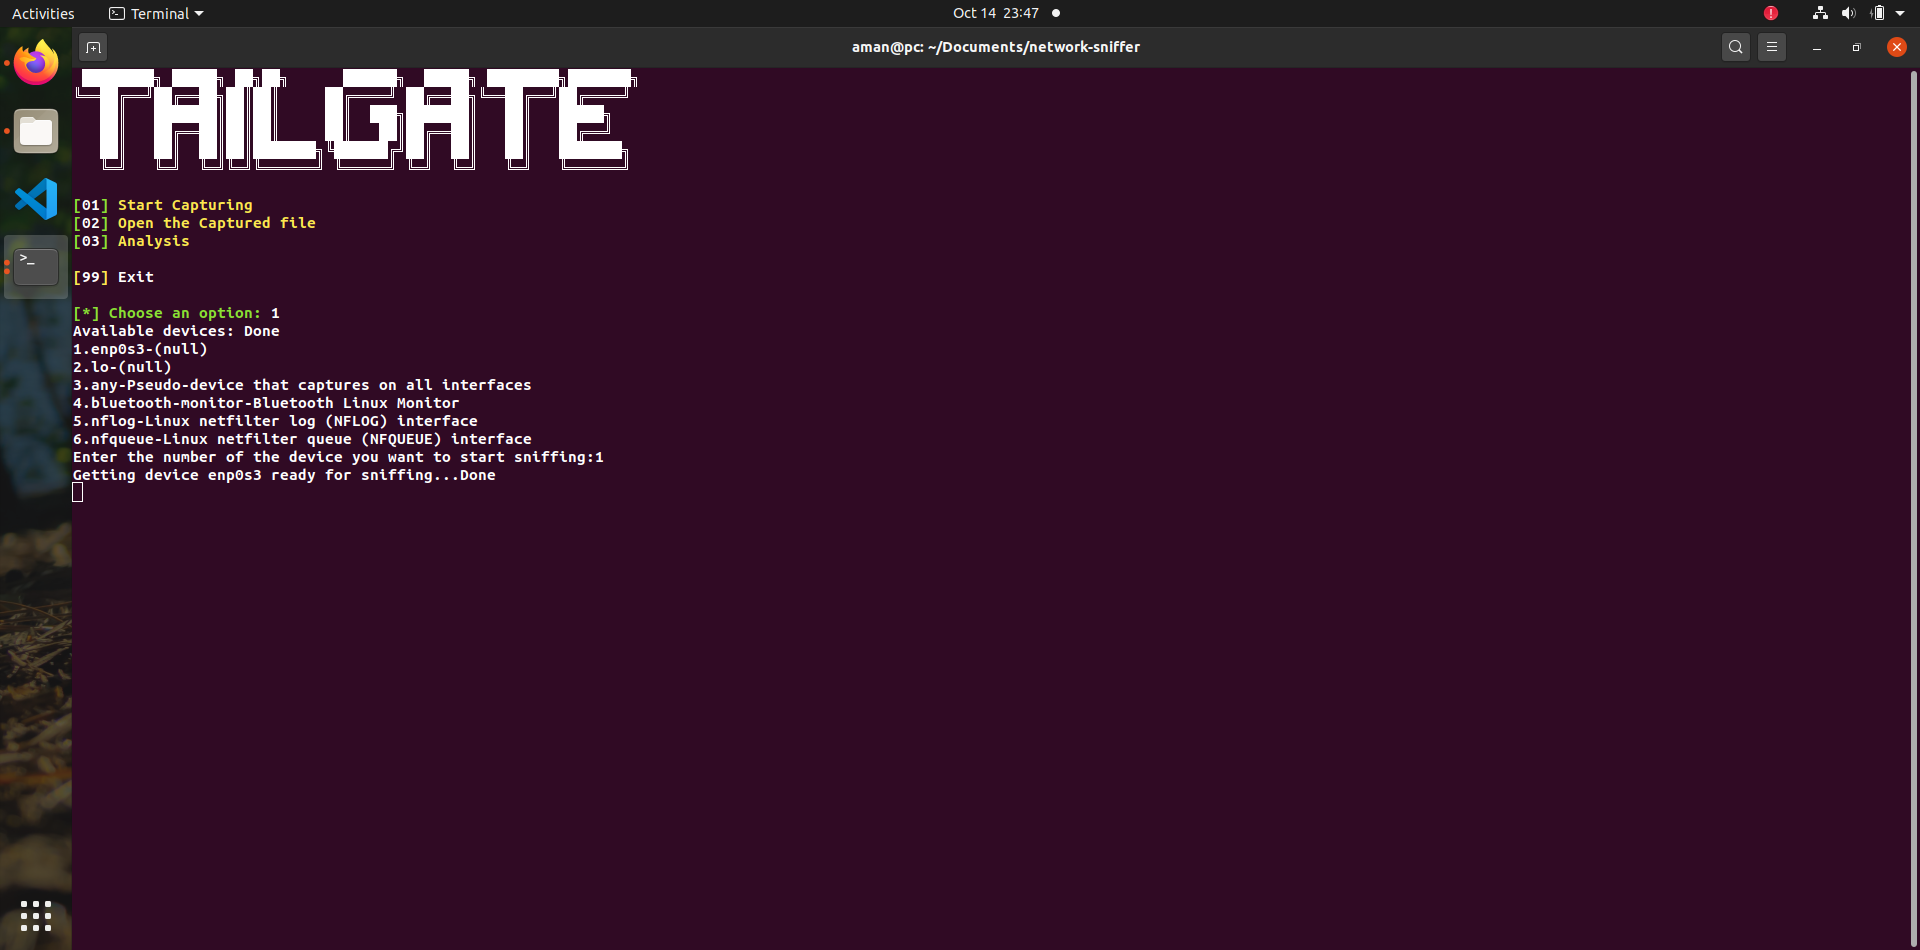 Activities
Terminal
Oct 14 23:47
aman@pc: ~/Documents/network-sniffer
TAILGATE
[01] Start Capturing
[02] Open the Captured file
[03] Analysis
[99] Exit
[*] Choose an option: 1
Available devices: Done
1.enp0s3-(null)
2.lo-(null)
3.any-Pseudo-device that captures on all interfaces
4.bluetooth-monitor-Bluetooth Linux Monitor
5.nflog-Linux netfilter log (NFLOG) interface
6.nfqueue-Linux netfilter queue (NFQUEUE) interface
Enter the number of the device you want to start sniffing:1
Getting device enp0s3 ready for sniffing...Done